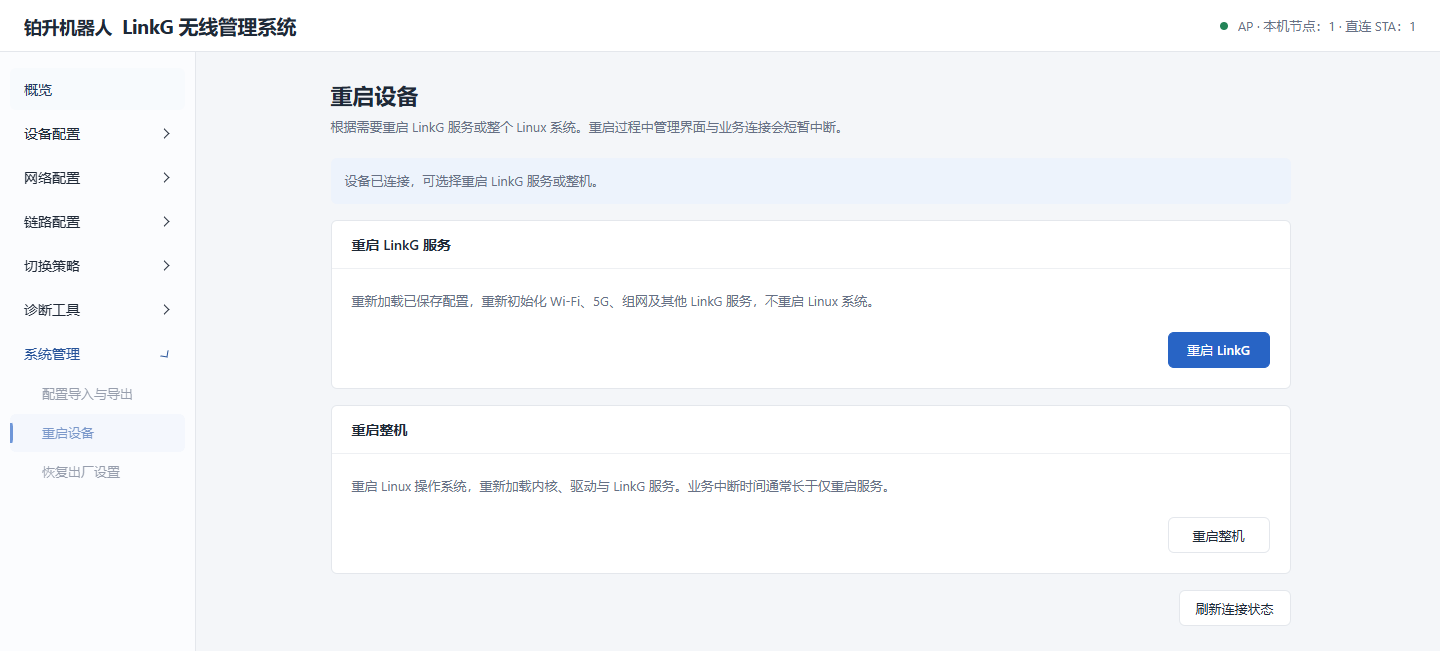 铂升机器人 LinkG 无线管理系统
AP · 本机节点：1 · 直连 STA：1
概览
设备配置
网络配置
链路配置
切换策略
诊断工具
系统管理
配置导入与导出
重启设备
恢复出厂设置
重启设备
根据需要重启 LinkG 服务或整个 Linux 系统。重启过程中管理界面与业务连接会短暂中断。
设备已连接，可选择重启 LinkG 服务或整机。
重启 LinkG 服务
重新加载已保存配置，重新初始化 Wi-Fi、5G、组网及其他 LinkG 服务，不重启 Linux 系统。
重启 LinkG
重启整机
重启 Linux 操作系统，重新加载内核、驱动与 LinkG 服务。业务中断时间通常长于仅重启服务。
重启整机
刷新连接状态